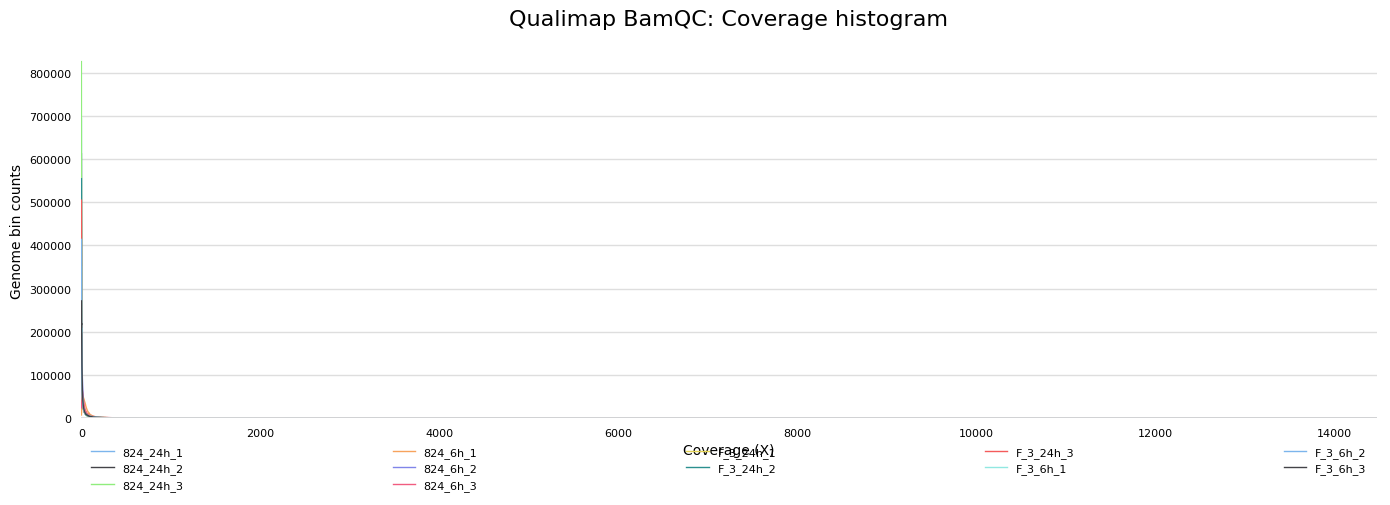 Qualimap BamQC: Coverage histogram
800000
700000
600000
500000
400000
300000
200000
100000
0
Genome bin counts
0 2000 4000 6000 8000 10000 12000 14000
Coverage (X)
824_24h_1 824_6h_1 F_3_24h_1 F_3_24h_3 F_3_6h_2
824_24h_2 824_6h_2 F_3_24h_2 F_3_6h_1 F_3_6h_3
824_24h_3 824_6h_3